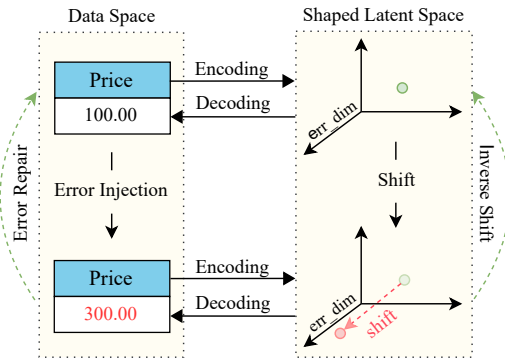 Data Space
Shaped Latent Space
Price
100.00
Encoding
Decoding
err_dim
Error Repair
Error Injection
Shift
Inverse Shift
Price
300.00
Encoding
Decoding
err_dim
shift